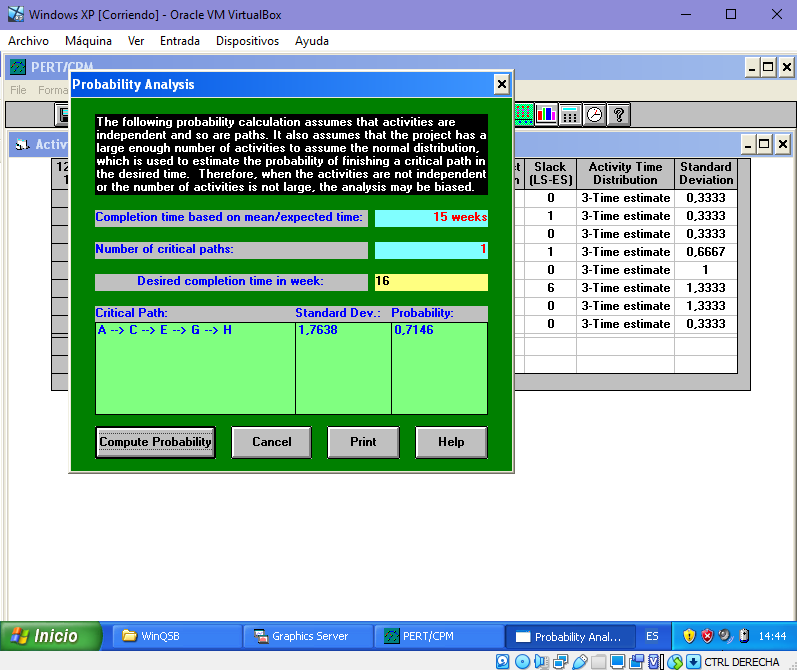 Windows XP [Corriendo] - Oracle VM VirtualBox
Archivo Máquina Ver Entrada Dispositivos Ayuda
PERT/CPM
File Forma
Probability Analysis
The following probability calculation assumes that activities are
independent and so are paths. It also assumes that the project has a
large enough number of activities to assume the normal distribution,
which is used to estimate the probability of finishing a critical path in
the desired time. Therefore, when the activities are not independent
or the number of activities is not large, the analysis may be biased.
Completion time based on mean/expected time: 15 weeks
Number of critical paths: 1
Desired completion time in week: 16
Critical Path: Standard Dev.: Probability:
A --> C --> E --> G --> H 1,7638 0,7146
Compute Probability Cancel Print Help
Activ
Slack Activity Time Standard
(LS-ES) Distribution Deviation
0 3-Time estimate 0,3333
1 3-Time estimate 0,3333
0 3-Time estimate 0,3333
1 3-Time estimate 0,6667
0 3-Time estimate 1
6 3-Time estimate 1,3333
0 3-Time estimate 1,3333
0 3-Time estimate 0,3333
Inicio WinQSB Graphics Server PERT/CPM Probability Anal... ES 14:44
CTRL DERECHA